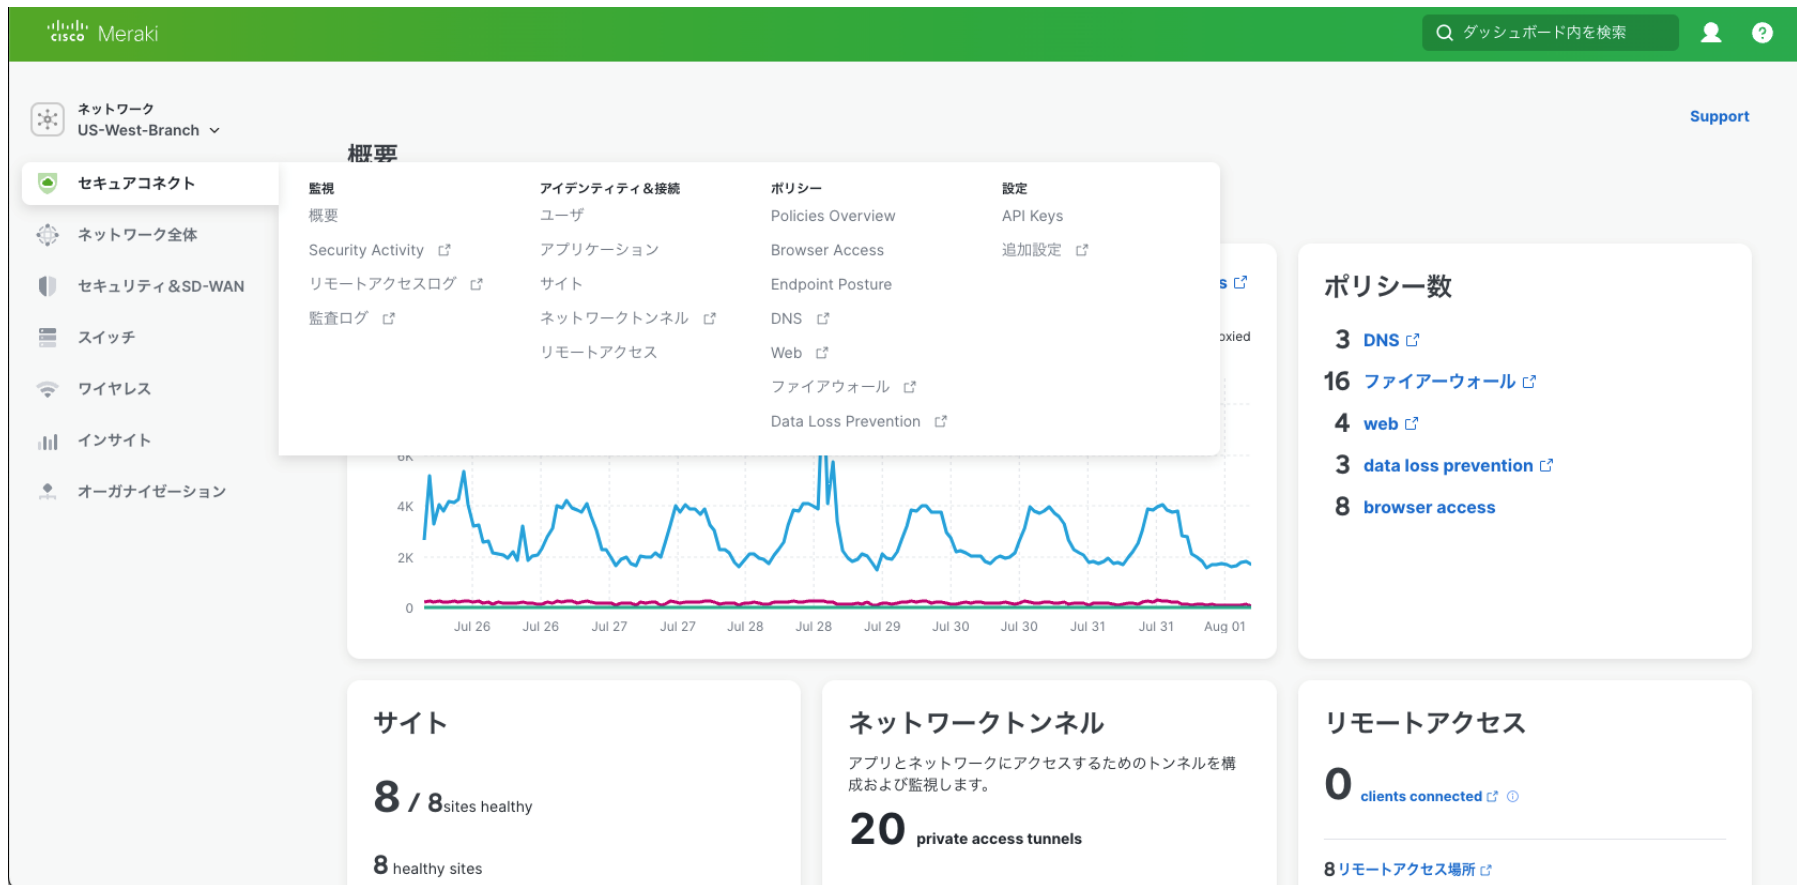 cisco Meraki
ダッシュボード内を検索
ネットワーク
US-West-Branch
Support
概要
セキュアコネクト
ネットワーク全体
セキュリティ&SD-WAN
スイッチ
ワイヤレス
インサイト
オーガナイゼーション
監視
概要
Security Activity
リモートアクセスログ
監査ログ
アイデンティティ&接続
ユーザ
アプリケーション
サイト
ネットワークトンネル
リモートアクセス
ポリシー
Policies Overview
Browser Access
Endpoint Posture
DNS
Web
ファイアウォール
Data Loss Prevention
設定
API Keys
追加設定
6K
4K
2K
0
Jul 26 Jul 26 Jul 27 Jul 27 Jul 28 Jul 28 Jul 29 Jul 30 Jul 30 Jul 31 Jul 31 Aug 01
ポリシー数
3 DNS
16 ファイアーウォール
4 web
3 data loss prevention
8 browser access
サイト
8 / 8 sites healthy
8 healthy sites
ネットワークトンネル
アプリとネットワークにアクセスするためのトンネルを構
成および監視します。
20 private access tunnels
リモートアクセス
0 clients connected
8 リモートアクセス場所